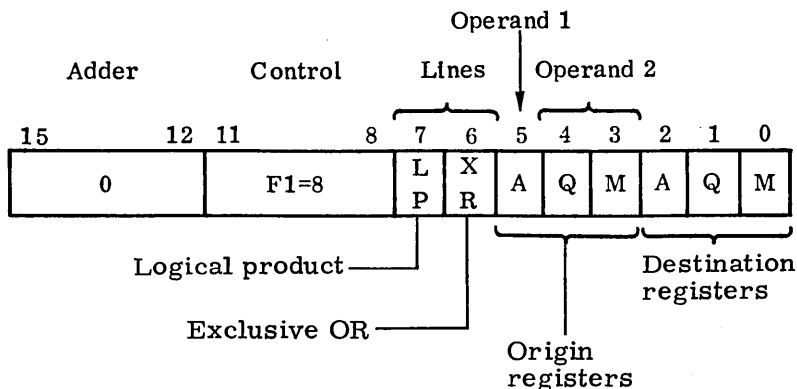 Operand 1
Adder Control Lines Operand 2
15 12 11 8 7 6 5 4 3 2 1 0
0 F1=8 L P X R A Q M A Q M
Logical product
Destination registers
Exclusive OR
Origin registers